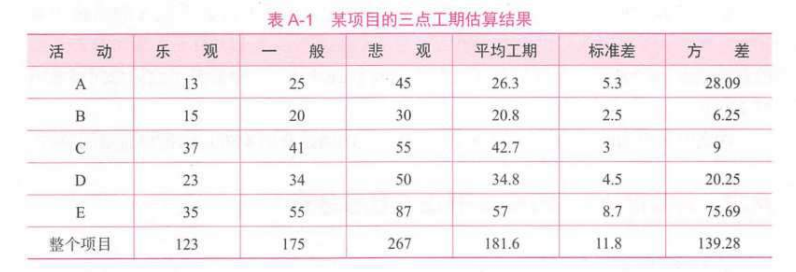 表 A-1 某项目的三点工期估算结果
活 动 乐 观 一 般 悲 观 平均工期 标准差 方 差
A 13 25 45 26.3 5.3 28.09
B 15 20 30 20.8 2.5 6.25
C 37 41 55 42.7 3 9
D 23 34 50 34.8 4.5 20.25
E 35 55 87 57 8.7 75.69
整个项目 123 175 267 181.6 11.8 139.28